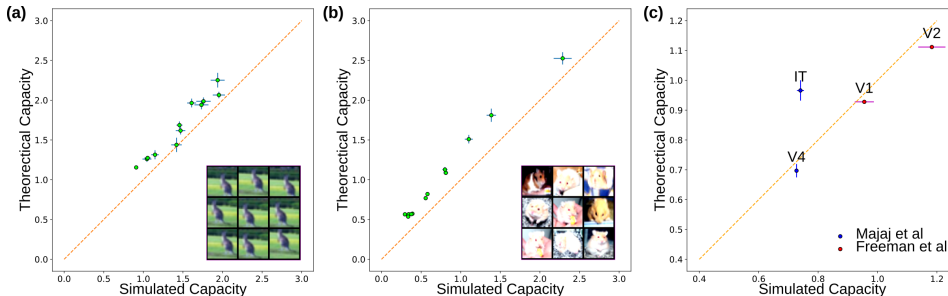 (a)
3.0
2.5
2.0
1.5
1.0
0.5
0.0
Theorectical Capacity
0.0 0.5 1.0 1.5 2.0 2.5 3.0
Simulated Capacity
(b)
3.0
2.5
2.0
1.5
1.0
0.5
0.0
Theorectical Capacity
0.0 0.5 1.0 1.5 2.0 2.5 3.0
Simulated Capacity
(c)
1.2
1.1
1.0
0.9
0.8
0.7
0.6
0.5
0.4
Theorectical Capacity
V2
IT
V1
V4
Majaj et al
Freeman et al
0.4 0.6 0.8 1.0 1.2
Simulated Capacity